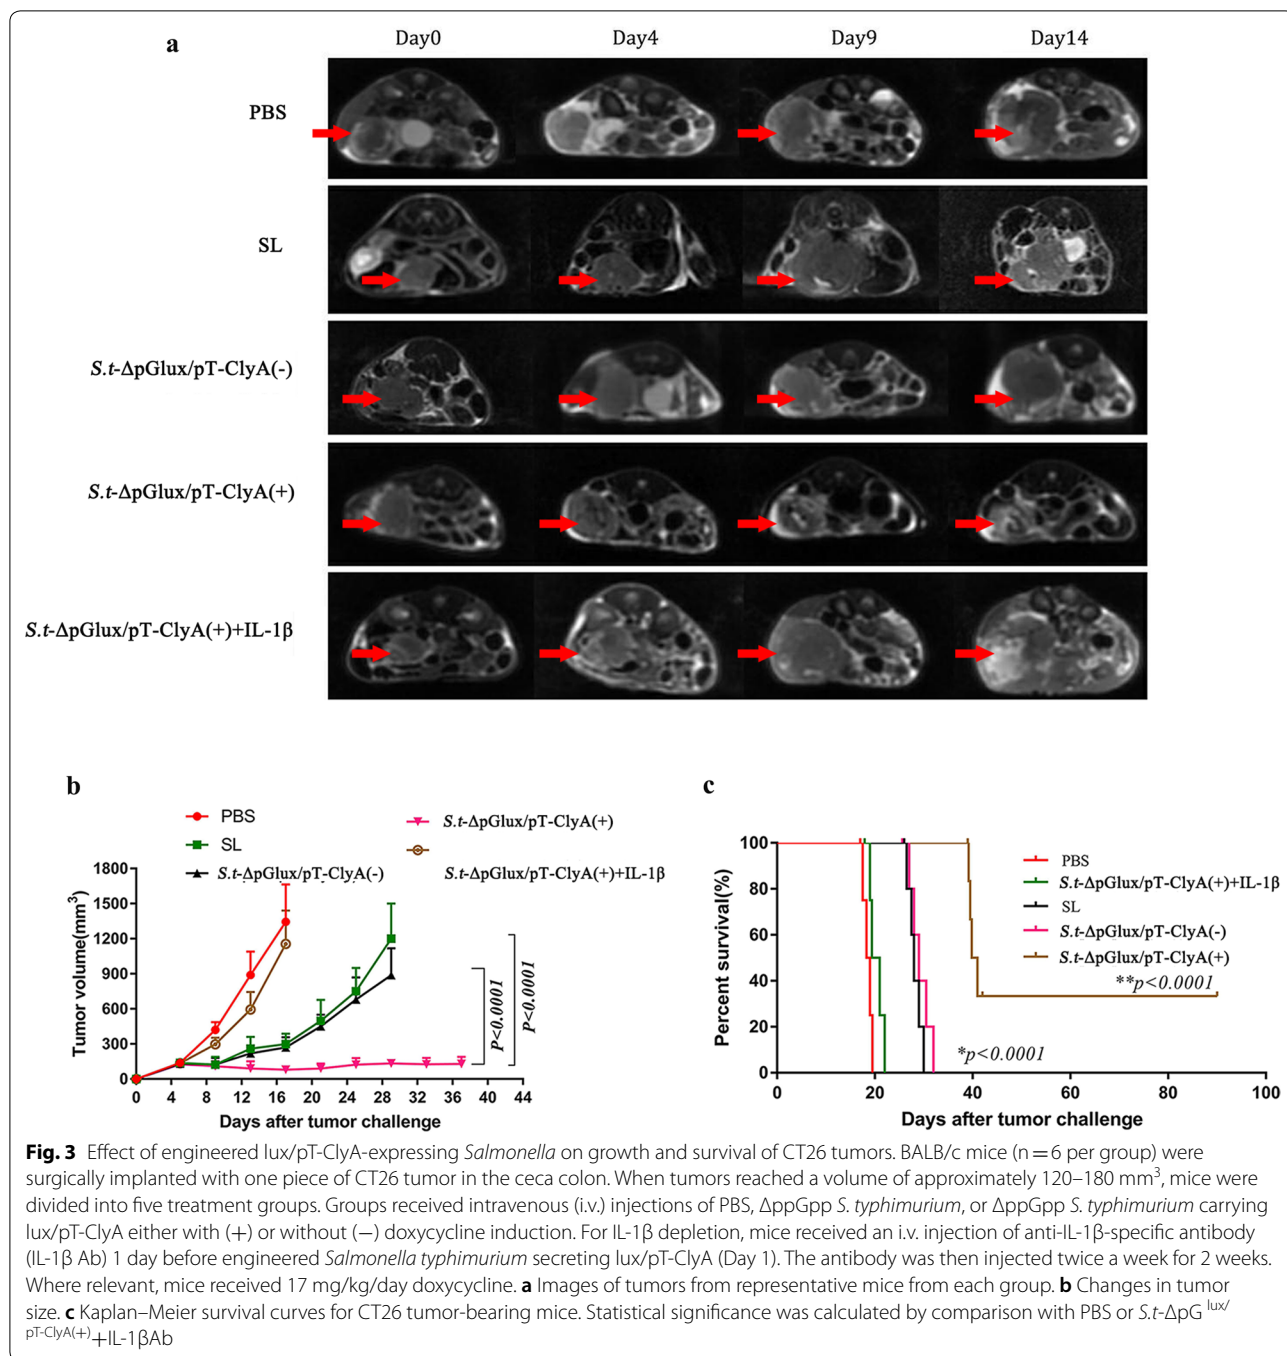 a
Day0 Day4 Day9 Day14
PBS
SL
S.t-ΔpGlux/pT-ClyA(-)
S.t-ΔpGlux/pT-ClyA(+)
S.t-ΔpGlux/pT-ClyA(+)+IL-1β
b
PBS
SL
S.t-ΔpGlux/pT-ClyA(-)
S.t-ΔpGlux/pT-ClyA(+)
S.t-ΔpGlux/pT-ClyA(+)+IL-1β
Tumor volume(mm³)
1800
1500
1200
900
600
300
0
0 4 8 12 16 20 24 28 32 36 40 44
Days after tumor challenge
P<0.0001
P<0.0001
c
Percent survival(%)
100
80
60
40
20
0
0 20 40 60 80 100
Days after tumor challenge
PBS
S.t-ΔpGlux/pT-ClyA(+)+IL-1β
SL
S.t-ΔpGlux/pT-ClyA(-)
S.t-ΔpGlux/pT-ClyA(+)
**p<0.0001
*p<0.0001
Fig. 3 Effect of engineered lux/pT-ClyA-expressing Salmonella on growth and survival of CT26 tumors. BALB/c mice (n = 6 per group) were
surgically implanted with one piece of CT26 tumor in the ceca colon. When tumors reached a volume of approximately 120–180 mm³, mice were
divided into five treatment groups. Groups received intravenous (i.v.) injections of PBS, ΔppGpp S. typhimurium, or ΔppGpp S. typhimurium carrying
lux/pT-ClyA either with (+) or without (−) doxycycline induction. For IL-1β depletion, mice received an i.v. injection of anti-IL-1β-specific antibody
(IL-1β Ab) 1 day before engineered Salmonella typhimurium secreting lux/pT-ClyA (Day 1). The antibody was then injected twice a week for 2 weeks.
Where relevant, mice received 17 mg/kg/day doxycycline. a Images of tumors from representative mice from each group. b Changes in tumor
size. c Kaplan–Meier survival curves for CT26 tumor-bearing mice. Statistical significance was calculated by comparison with PBS or S.t-ΔpG lux/
pT-ClyA(+)+IL-1βAb